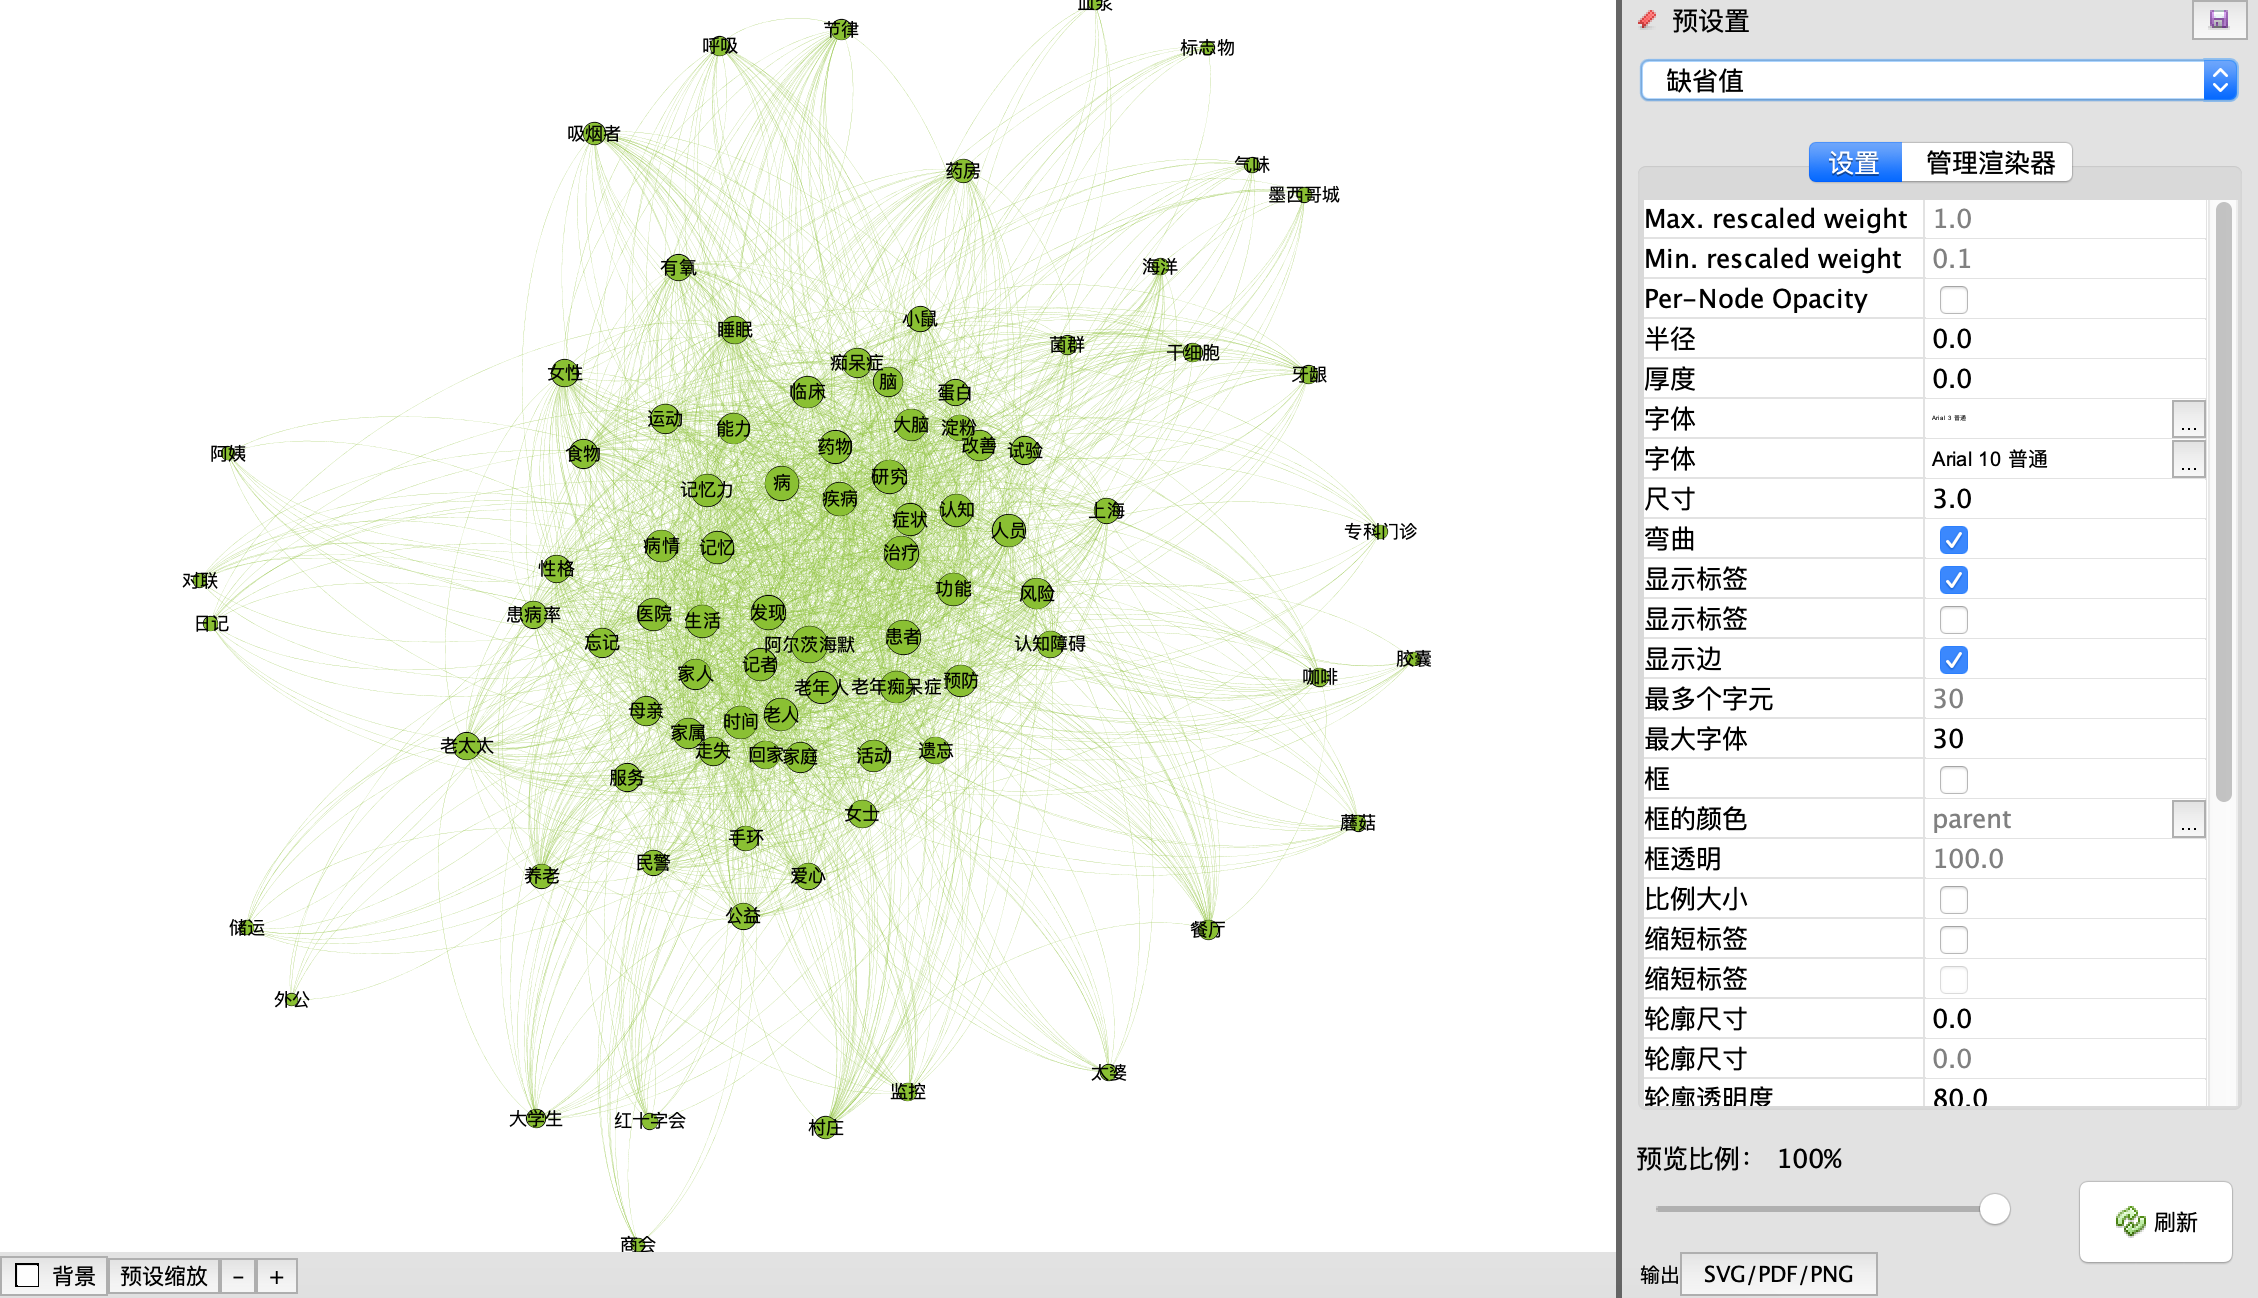 血浆
节律
呼吸
标志物
吸烟者
药房
气味
墨西哥城
有氧
海洋
小鼠
睡眠
菌群
干细胞
痴呆症
女性
牙龈
脑
临床
蛋白
运动
大脑
能力
淀粉
药物
改善
试验
阿姨
食物
研究
病
记忆力
疾病
认知
上海
症状
人员
专科门诊
病情
记忆
治疗
性格
对联
功能
风险
发现
患病率
医院
生活
日记
患者
忘记
阿尔茨海默
认知障碍
胶囊
记者
家人
咖啡
预防
老年人
老年痴呆症
母亲
老人
时间
家属
老太太
走失
回家
家庭
活动
遗忘
服务
女士
蘑菇
手环
民警
养老
爱心
公益
储运
餐厅
外公
太婆
监控
大学生
红十字会
村庄
商会
背景
预设缩放
-
+
预设置
缺省值
设置
管理渲染器
Max. rescaled weight 1.0
Min. rescaled weight 0.1
Per-Node Opacity
半径 0.0
厚度 0.0
字体 Arial 3 普通 ...
字体 Arial 10 普通 ...
尺寸 3.0
弯曲
显示标签
显示标签
显示边
最多个字元 30
最大字体 30
框
框的颜色 parent ...
框透明 100.0
比例大小
缩短标签
缩短标签
轮廓尺寸 0.0
轮廓尺寸 0.0
轮廓透明度 80.0
预览比例： 100%
刷新
输出 SVG/PDF/PNG